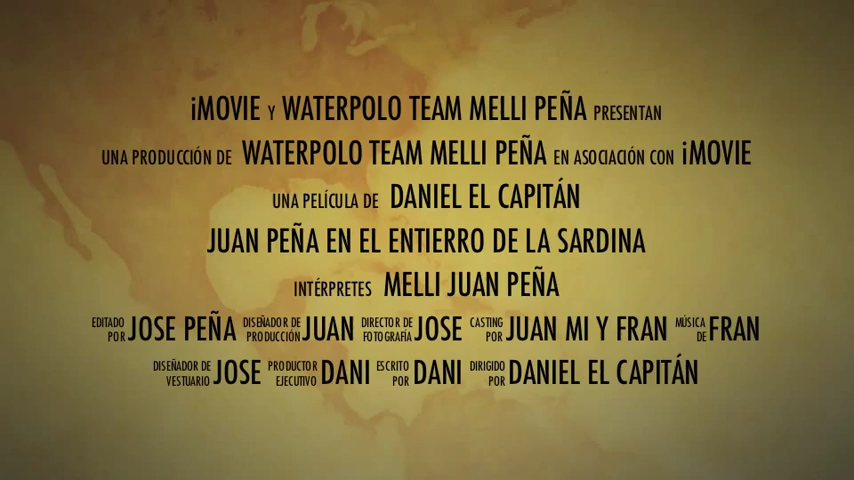 iMOVIE Y WATERPOLO TEAM MELLI PEÑA PRESENTAN
UNA PRODUCCIÓN DE WATERPOLO TEAM MELLI PEÑA EN ASOCIACIÓN CON iMOVIE
UNA PELÍCULA DE DANIEL EL CAPITÁN
JUAN PEÑA EN EL ENTIERRO DE LA SARDINA
INTÉRPRETES MELLI JUAN PEÑA
EDITADO POR JOSE PEÑA DISEÑADOR DE PRODUCCIÓN JUAN DIRECTOR DE FOTOGRAFÍA JOSE CASTING POR JUAN MI Y FRAN MÚSICA DE FRAN
DISEÑADOR DE VESTUARIO JOSE PRODUCTOR EJECUTIVO DANI ESCRITO POR DANI DIRIGIDO POR DANIEL EL CAPITÁN